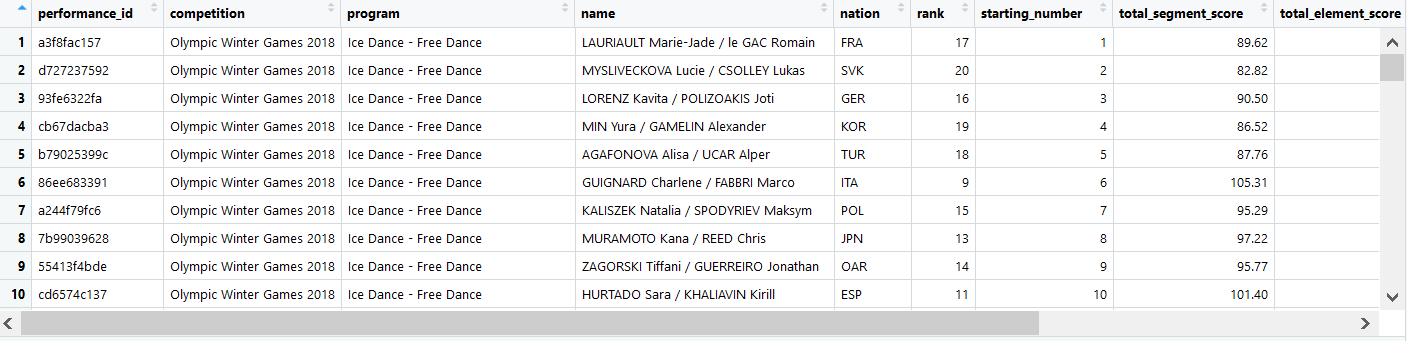 performance_id competition program name nation rank starting_number total_segment_score total_element_score
1 a3f8fac157 Olympic Winter Games 2018 Ice Dance - Free Dance LAURIAULT Marie-Jade / le GAC Romain FRA 17 1 89.62
2 d727237592 Olympic Winter Games 2018 Ice Dance - Free Dance MYSLIVECKOVA Lucie / CSOLLEY Lukas SVK 20 2 82.82
3 93fe6322fa Olympic Winter Games 2018 Ice Dance - Free Dance LORENZ Kavita / POLIZOAKIS Joti GER 16 3 90.50
4 cb67dacba3 Olympic Winter Games 2018 Ice Dance - Free Dance MIN Yura / GAMELIN Alexander KOR 19 4 86.52
5 b79025399c Olympic Winter Games 2018 Ice Dance - Free Dance AGAFONOVA Alisa / UCAR Alper TUR 18 5 87.76
6 86ee683391 Olympic Winter Games 2018 Ice Dance - Free Dance GUIGNARD Charlene / FABBRI Marco ITA 9 6 105.31
7 a244f79fc6 Olympic Winter Games 2018 Ice Dance - Free Dance KALISZEK Natalia / SPODYRIEV Maksym POL 15 7 95.29
8 7b99039628 Olympic Winter Games 2018 Ice Dance - Free Dance MURAMOTO Kana / REED Chris JPN 13 8 97.22
9 55413f4bde Olympic Winter Games 2018 Ice Dance - Free Dance ZAGORSKI Tiffani / GUERREIRO Jonathan OAR 14 9 95.77
10 cd6574c137 Olympic Winter Games 2018 Ice Dance - Free Dance HURTADO Sara / KHALIAVIN Kirill ESP 11 10 101.40